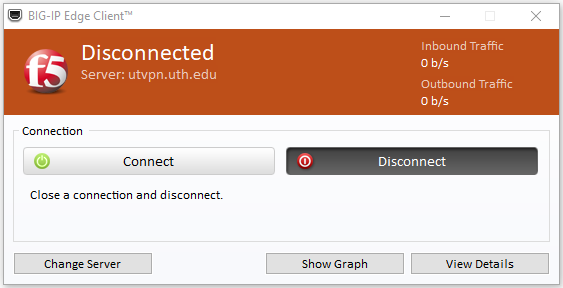 BIG-IP Edge Client™
Disconnected
Server: utvpn.uth.edu
Inbound Traffic
0 b/s
Outbound Traffic
0 b/s
f5
Connection
Connect
Disconnect
Close a connection and disconnect.
Change Server
Show Graph
View Details